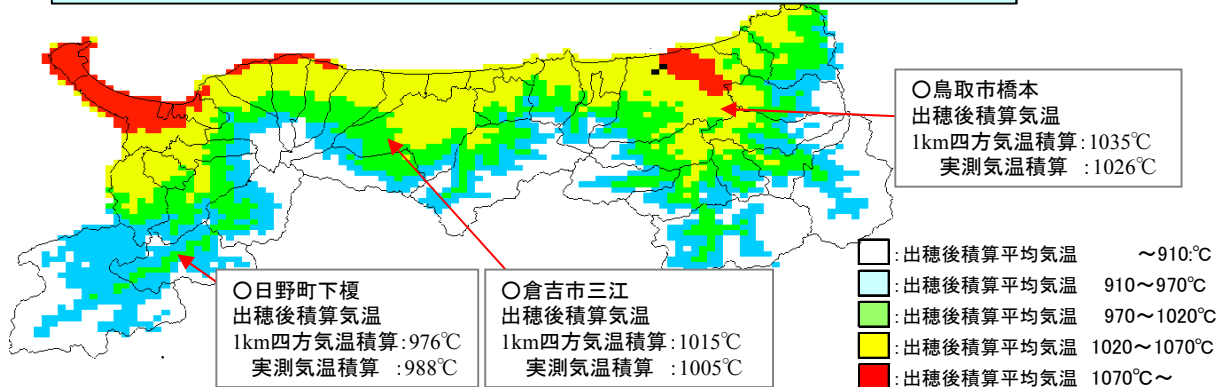 ○鳥取市橋本
出穂後積算気温
1km四方気温積算:1035℃
実測気温積算 :1026℃
○日野町下榎
出穂後積算気温
1km四方気温積算:976℃
実測気温積算 :988℃
○倉吉市三江
出穂後積算気温
1km四方気温積算:1015℃
実測気温積算 :1005℃
:出穂後積算平均気温 ~910:℃
:出穂後積算平均気温 910~970℃
:出穂後積算平均気温 970~1020℃
:出穂後積算平均気温 1020~1070℃
:出穂後積算平均気温 1070℃~